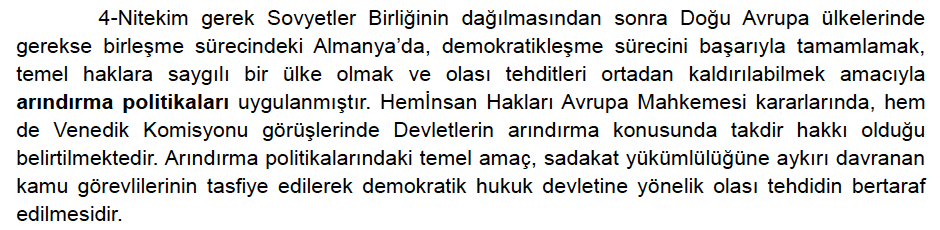 4-Nitekim gerek Sovyetler Birliğinin dağılmasından sonra Doğu Avrupa ülkelerinde
gerekse birleşme sürecindeki Almanya’da, demokratikleşme sürecini başarıyla tamamlamak,
temel haklara saygılı bir ülke olmak ve olası tehditleri ortadan kaldırılabilmek amacıyla
arındırma politikaları uygulanmıştır. Hemİnsan Hakları Avrupa Mahkemesi kararlarında, hem
de Venedik Komisyonu görüşlerinde Devletlerin arındırma konusunda takdir hakkı olduğu
belirtilmektedir. Arındırma politikalarındaki temel amaç, sadakat yükümlülüğüne aykırı davranan
kamu görevlilerinin tasfiye edilerek demokratik hukuk devletine yönelik olası tehdidin bertaraf
edilmesidir.